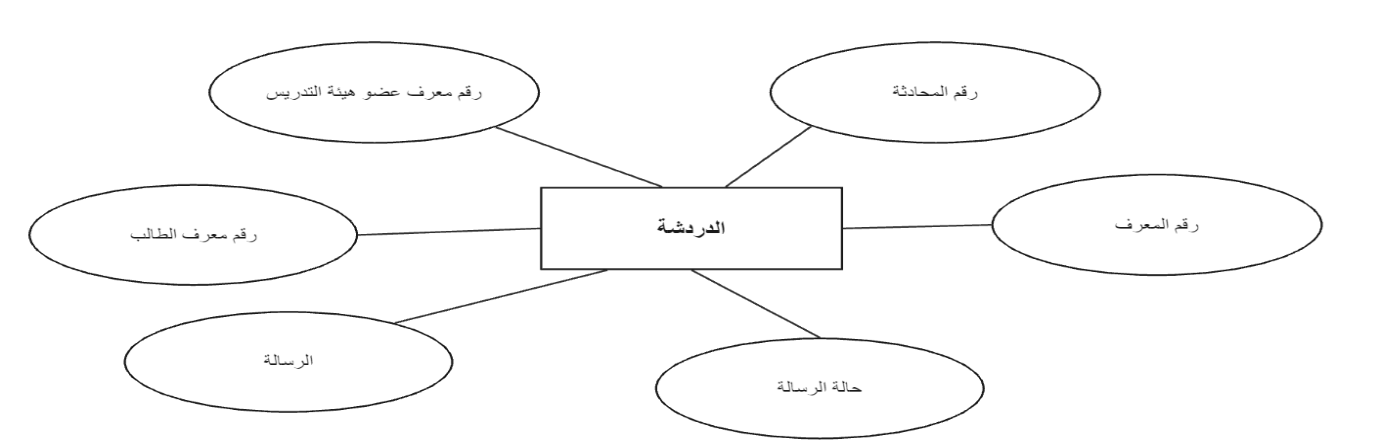 رقم المحادثة
رقم معرف عضو هيئة التدريس
رقم المعرف
الدردشة
رقم معرف الطالب
الرسالة
حالة الرسالة